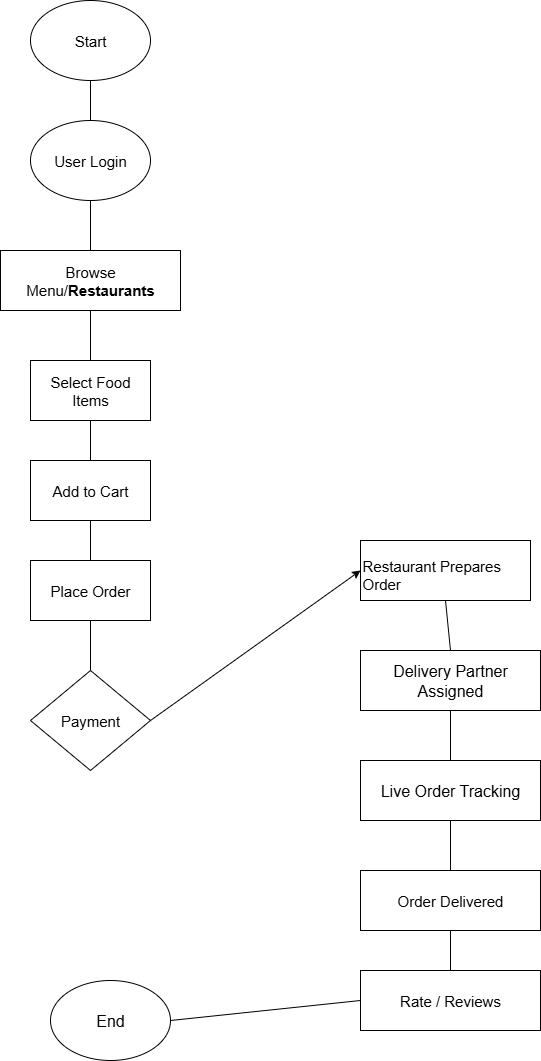 Start
User Login
Browse
Menu/Restaurants
Select Food
Items
Add to Cart
Place Order
Payment
Restaurant Prepares
Order
Delivery Partner
Assigned
Live Order Tracking
Order Delivered
Rate / Reviews
End